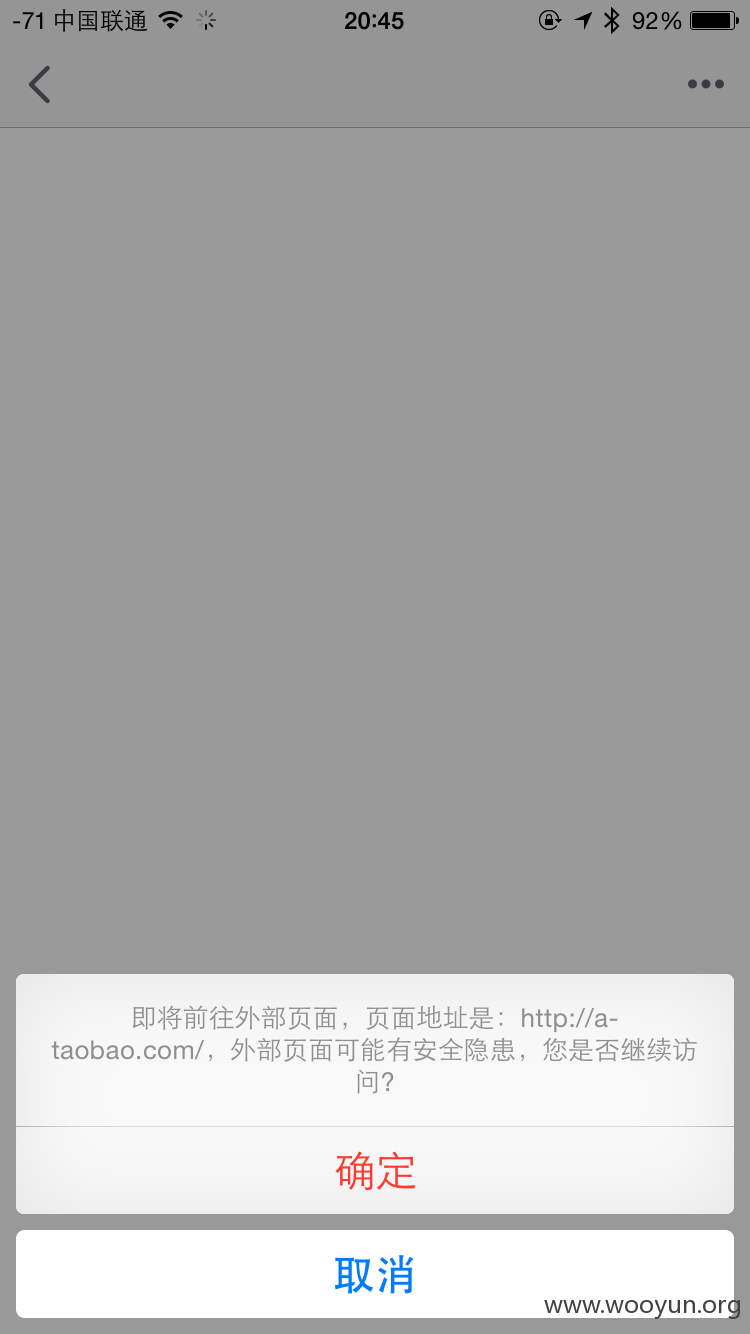 -71 中国联通
20:45
92%
即将前往外部页面，页面地址是：http://a-
taobao.com/，外部页面可能有安全隐患，您是否继续访
问?
确定
取消
www.wooyun.org